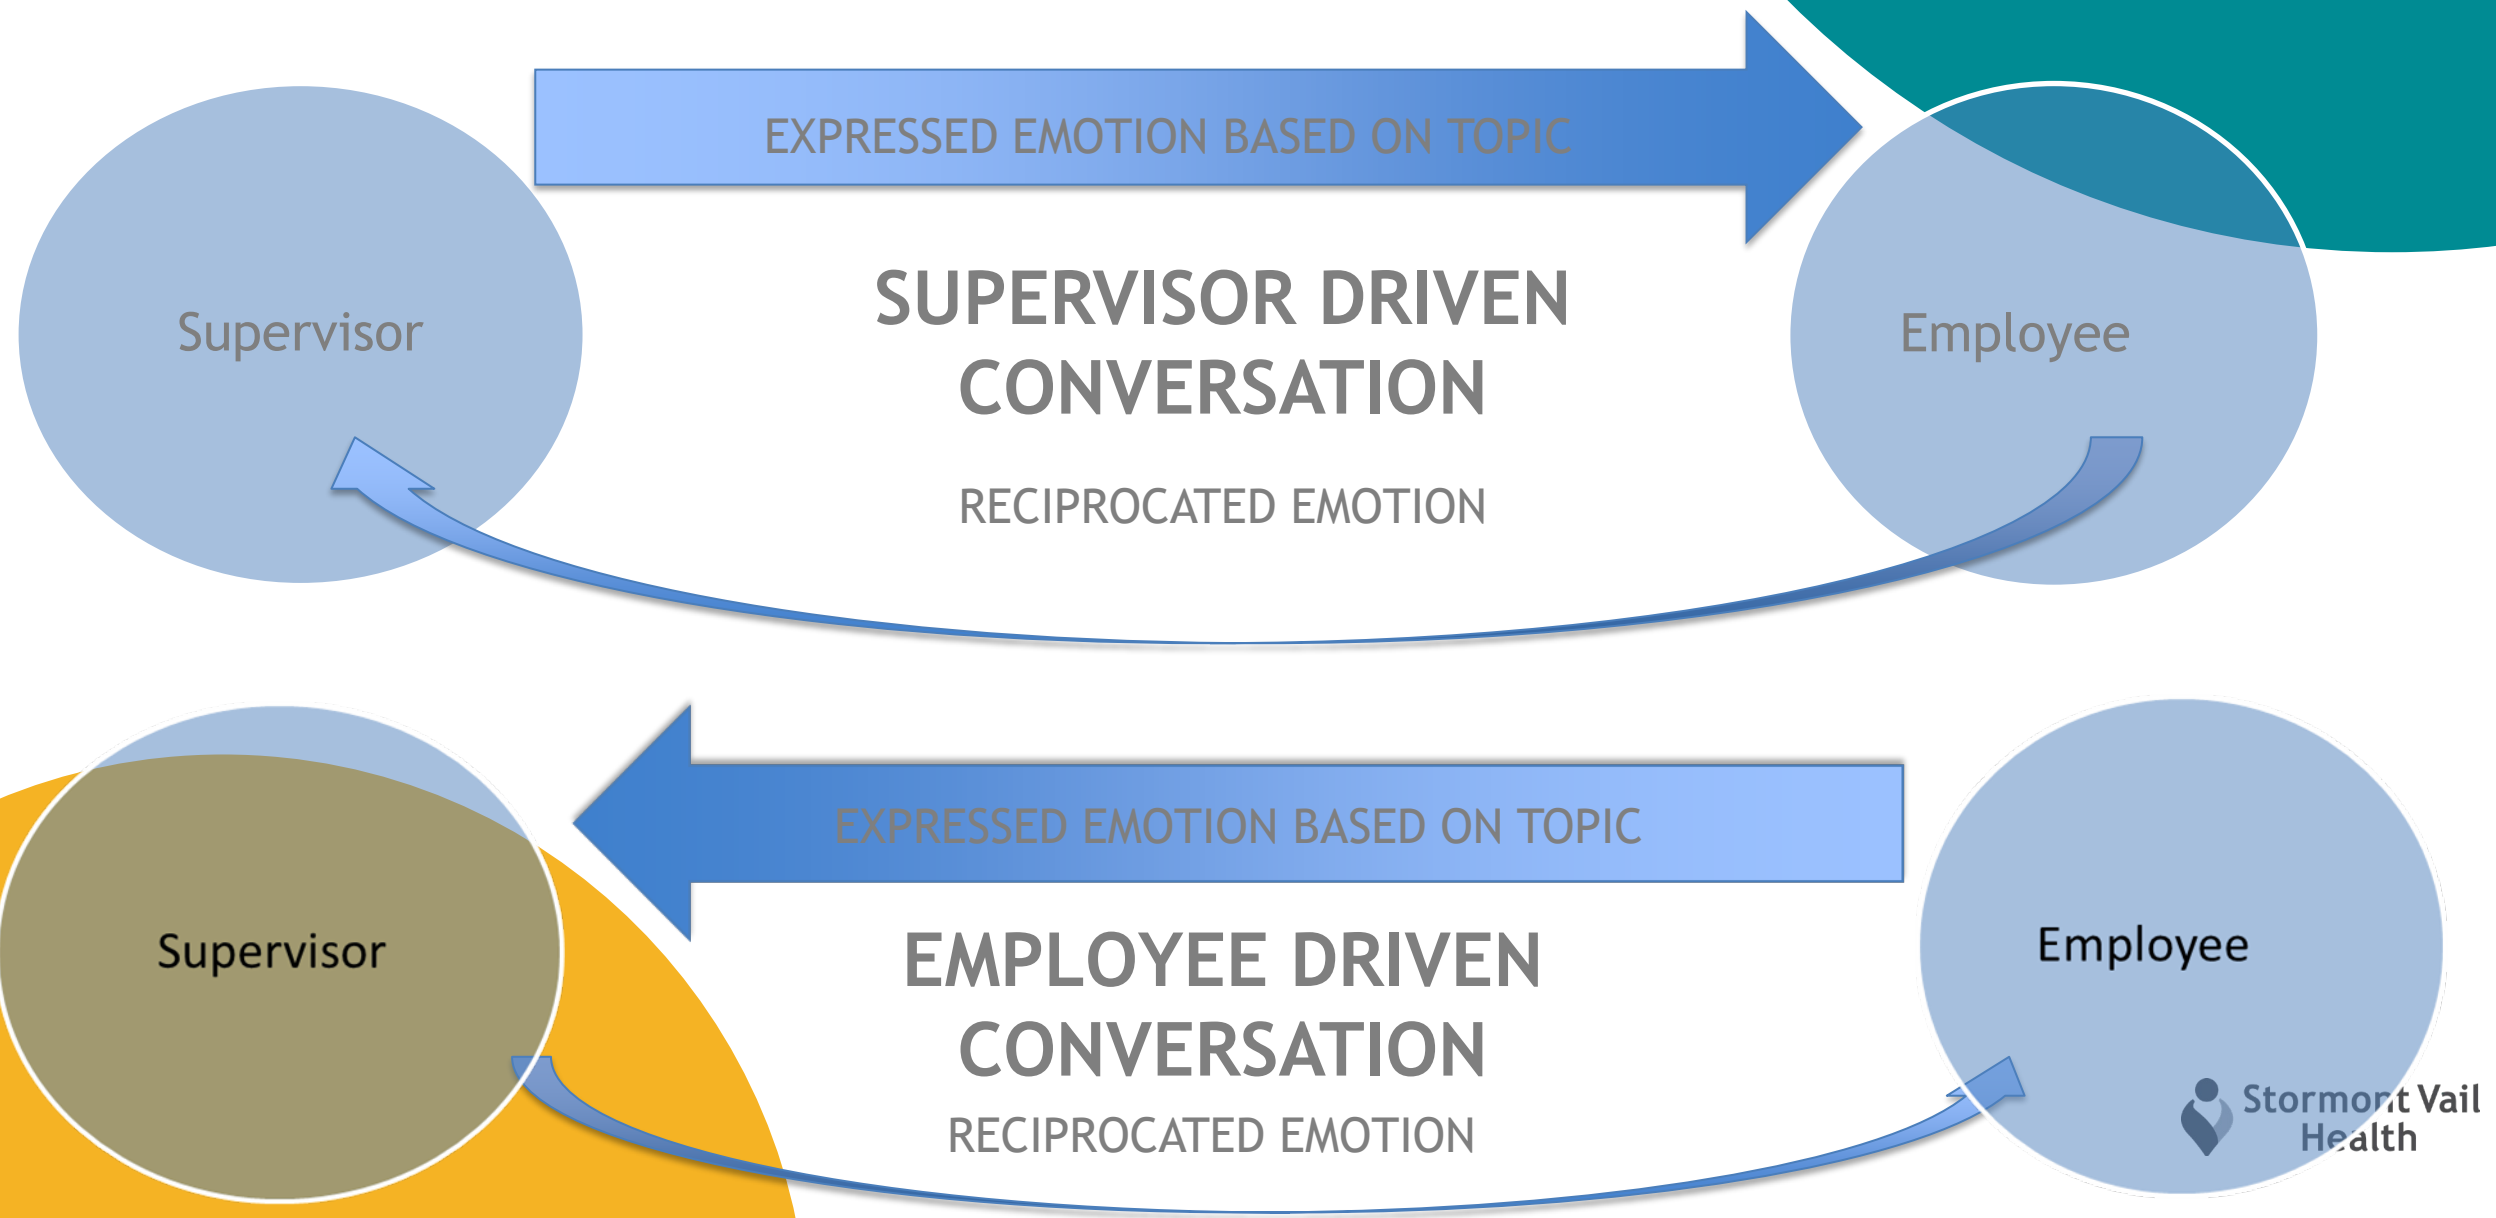 EXPRESSED EMOTION BASED ON TOPIC
SUPERVISOR DRIVEN
CONVERSATION
Supervisor
Employee
RECIPROCATED EMOTION
EXPRESSED EMOTION BASED ON TOPIC
EMPLOYEE DRIVEN
CONVERSATION
Supervisor
Employee
RECIPROCATED EMOTION
Stormont Vail
Health